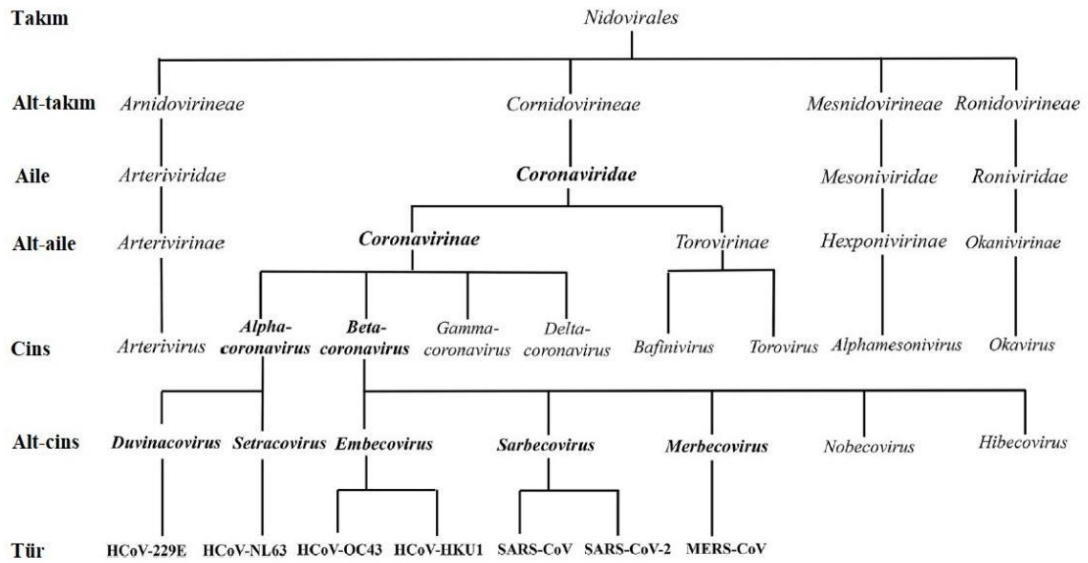 Takım Nidovirales
Alt-takım Arnidovirineae Cornidovirineae Mesnidovirineae Ronidovirineae
Aile Arteriviridae Coronaviridae Mesoniviridae Roniviridae
Alt-aile Arterivirinae Coronavirinae Torovirinae Hexponivirinae Okanivirinae
Alpha- Beta- Gamma- Delta-
Cins Arterivirus coronavirus coronavirus coronavirus coronavirus Bafinivirus Torovirus Alphamesonivirus Okavirus
Alt-cins Duvinacovirus Setracovirus Embecovirus Sarbecovirus Merbecovirus Nobecovirus Hibecovirus
Tür HCoV-229E HCoV-NL63 HCoV-OC43 HCoV-HKU1 SARS-CoV SARS-CoV-2 MERS-CoV